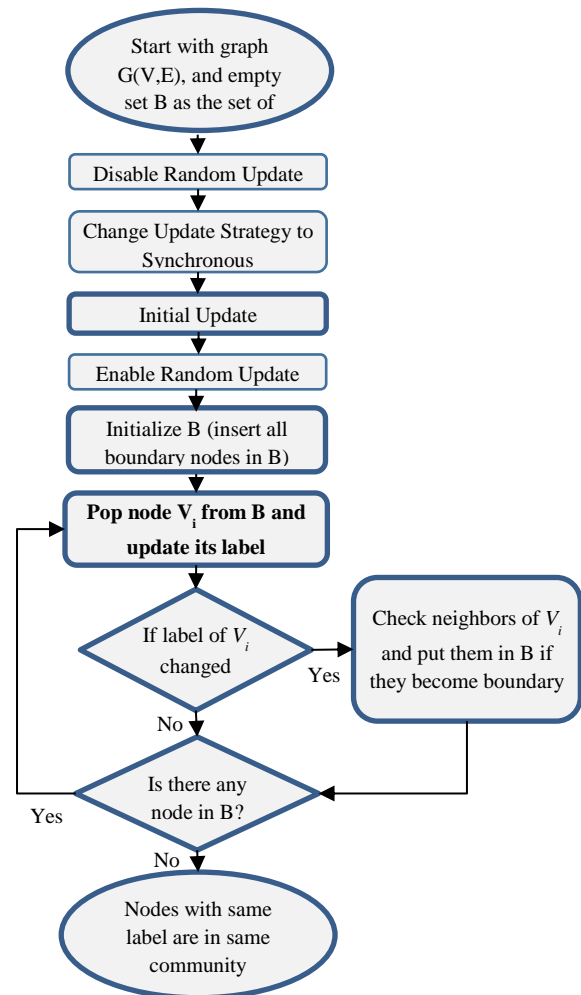 Start with graph
G(V,E), and empty
set B as the set of
Disable Random Update
Change Update Strategy to
Synchronous
Initial Update
Enable Random Update
Initialize B (insert all
boundary nodes in B)
Pop node Vi from B and
update its label
If label of Vi
changed
Yes
Check neighbors of Vi
and put them in B if
they become boundary
No
Is there any
node in B?
Yes
No
Nodes with same
label are in same
community